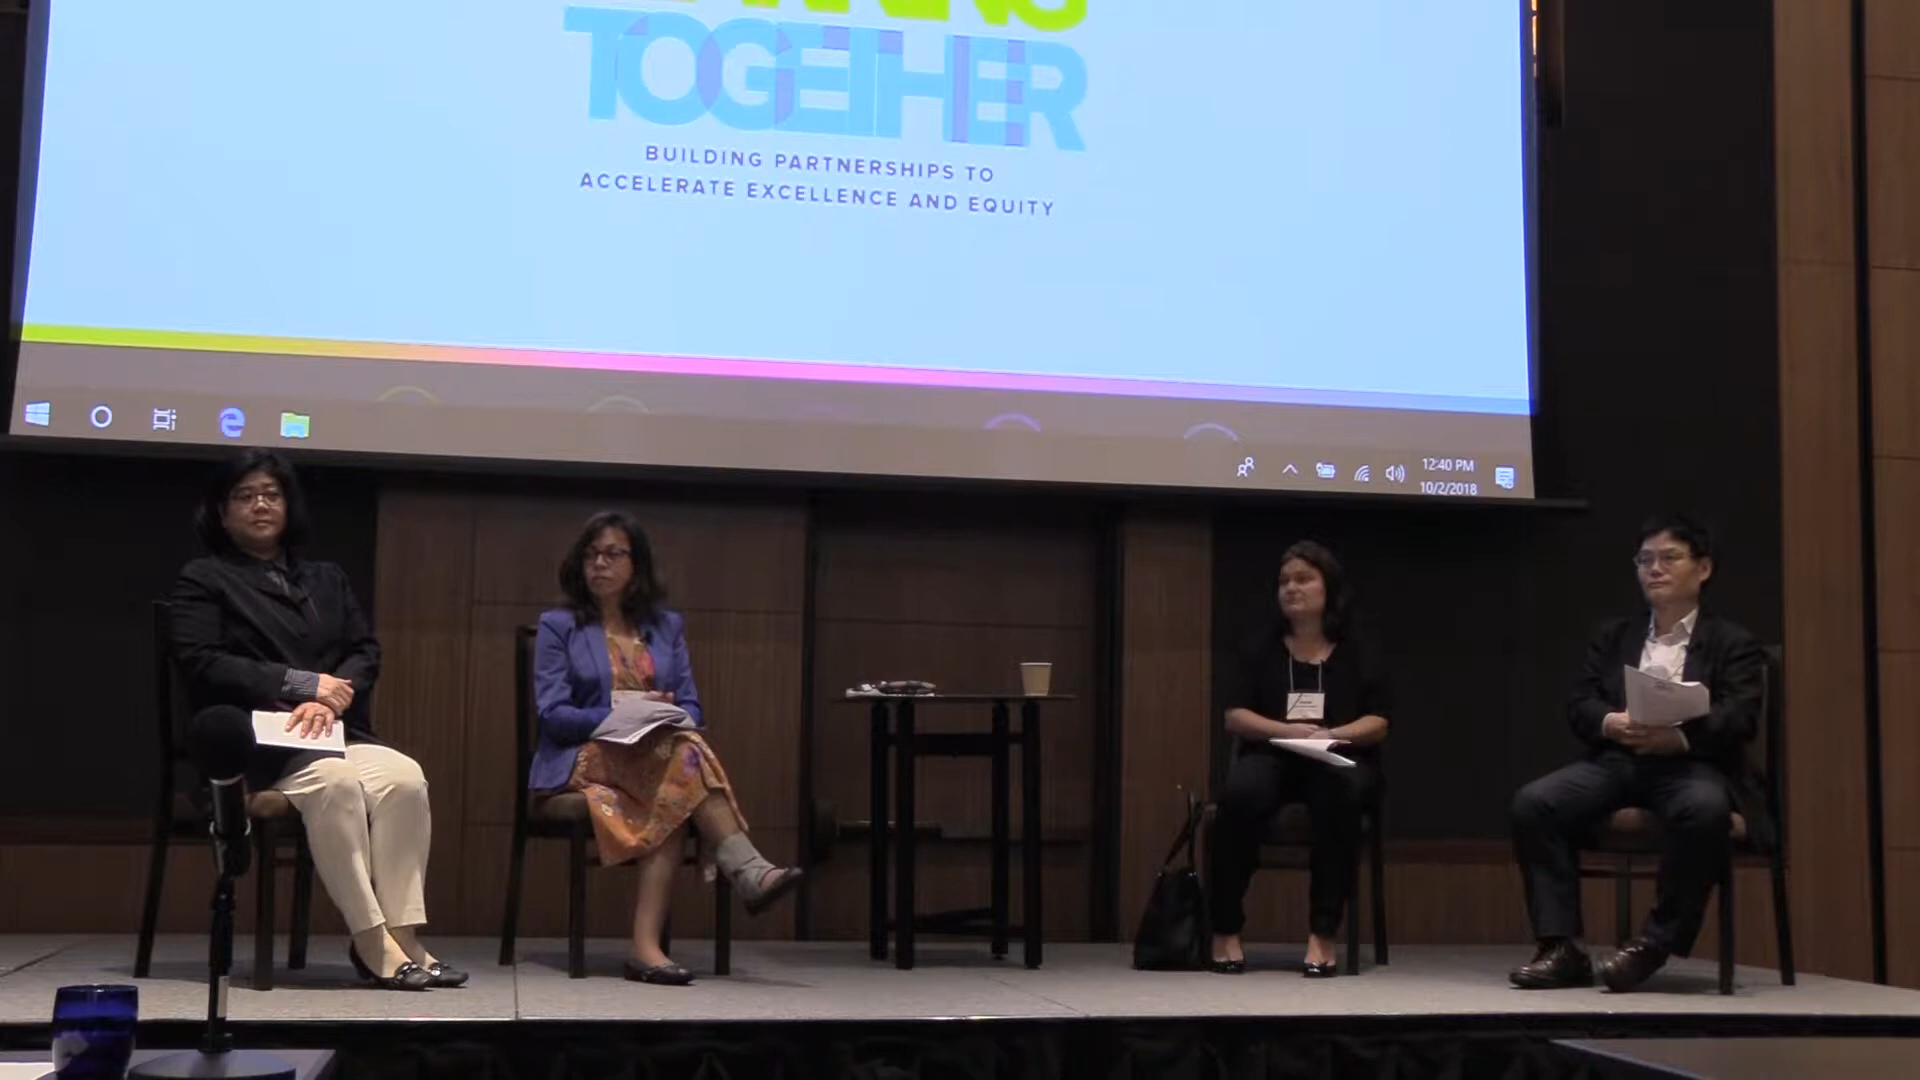 TOGETHER
BUILDING PARTNERSHIPS TO
ACCELERATE EXCELLENCE AND EQUITY
12:40 PM
10/2/2018